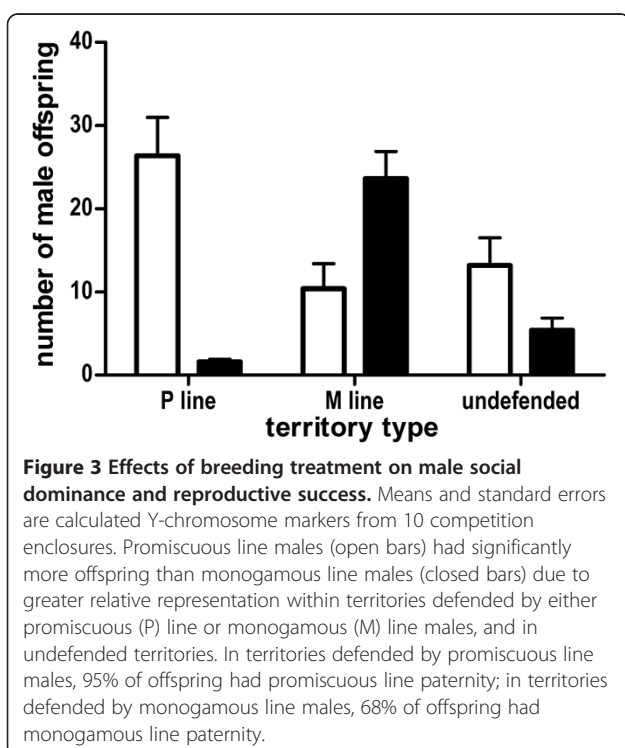 40
30
20
10
0
number of male offspring
P line M line undefended
territory type
Figure 3 Effects of breeding treatment on male social
dominance and reproductive success. Means and standard errors
are calculated Y-chromosome markers from 10 competition
enclosures. Promiscuous line males (open bars) had significantly
more offspring than monogamous line males (closed bars) due to
greater relative representation within territories defended by either
promiscuous (P) line or monogamous (M) line males, and in
undefended territories. In territories defended by promiscuous line
males, 95% of offspring had promiscuous line paternity; in territories
defended by monogamous line males, 68% of offspring had
monogamous line paternity.